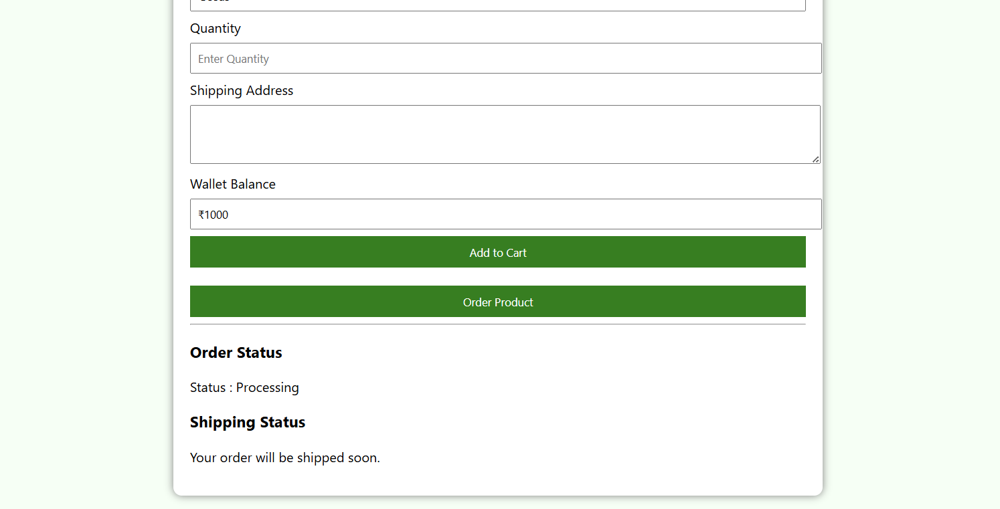 Quantity
Enter Quantity
Shipping Address
Wallet Balance
₹1000
Add to Cart
Order Product
Order Status
Status : Processing
Shipping Status
Your order will be shipped soon.